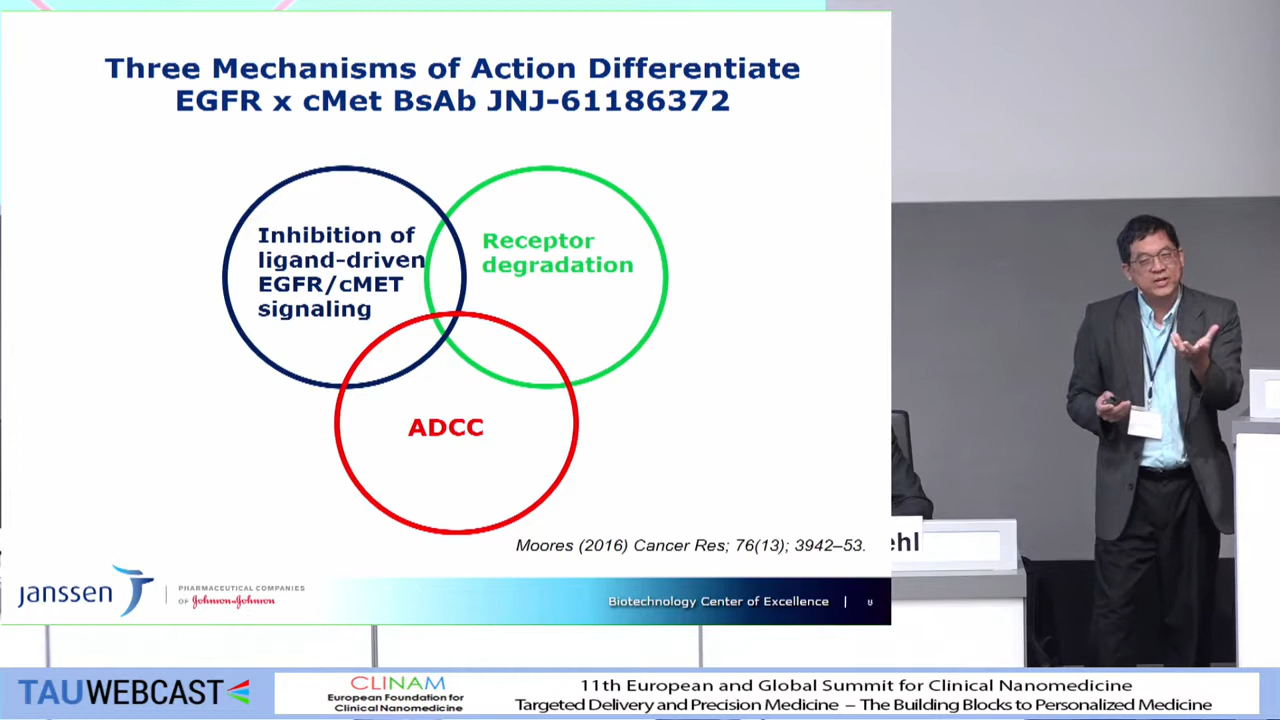 Three Mechanisms of Action Differentiate
EGFR x cMet BsAb JNJ-61186372
Inhibition of
ligand-driven
EGFR/cMET
signaling
Receptor
degradation
ADCC
Moores (2016) Cancer Res; 76(13); 3942–53.
janssen
PHARMACEUTICAL COMPANIES
OF Johnson & Johnson
Biotechnology Center of Excellence | 8
ehl
TAUWEBCAST
CLINAM
European Foundation for
Clinical Nanomedicine
11th European and Global Summit for Clinical Nanomedicine
Targeted Delivery and Precision Medicine – The Building Blocks to Personalized Medicine